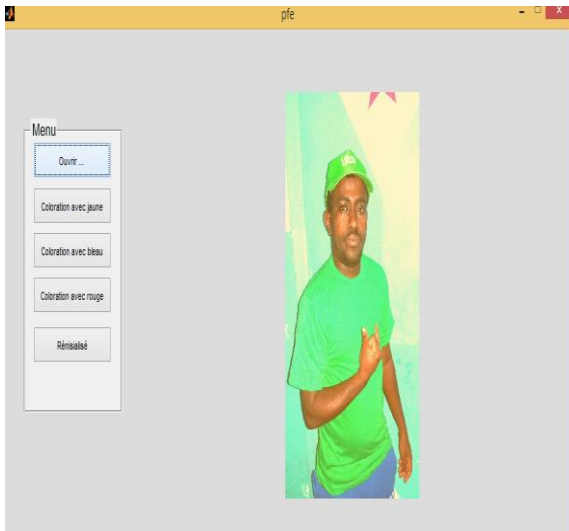 pfe
Menu
Ouvrir ...
Coloration avec jaune
Coloration avec bleau
Coloration avec rouge
Rénisialisé